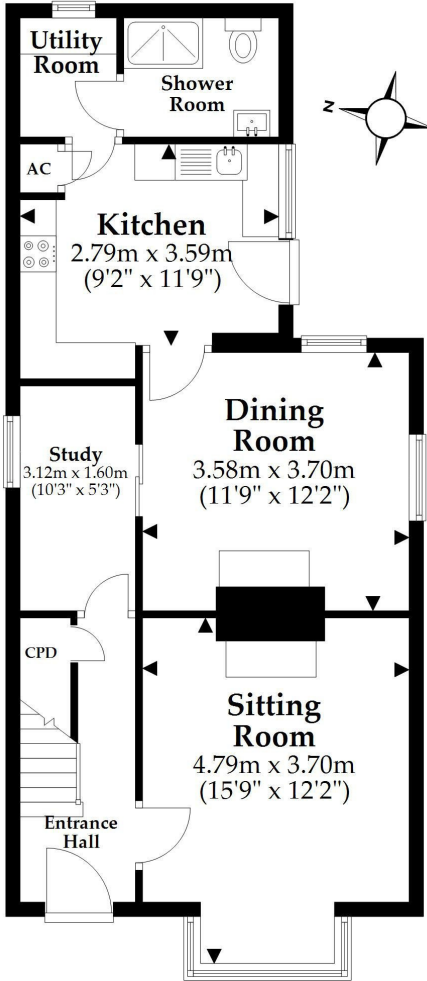 Utility
Room
Shower
Room
N
AC
Kitchen
2.79m x 3.59m
(9'2" x 11'9")
Dining
Room
3.58m x 3.70m
(11'9" x 12'2")
Study
3.12m x 1.60m
(10'3" x 5'3")
CPD
Sitting
Room
4.79m x 3.70m
(15'9" x 12'2")
Entrance
Hall